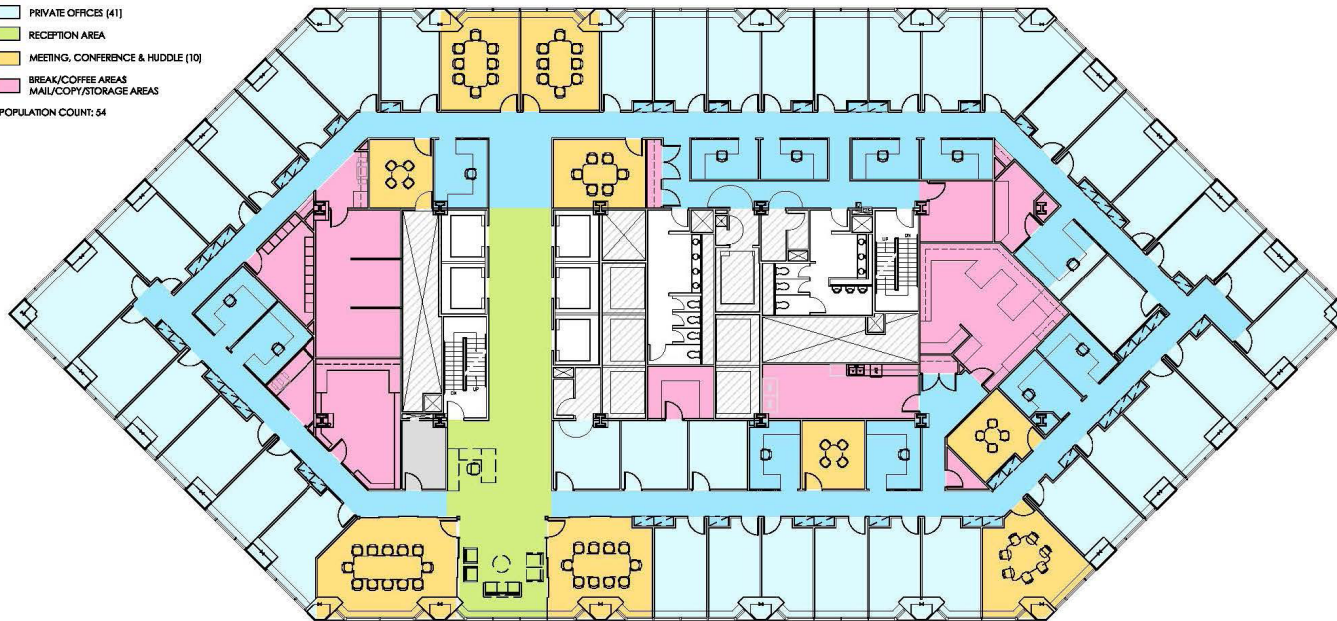 PRIVATE OFFICES (41)
RECEPTION AREA
MEETING, CONFERENCE & HUDDLE (10)
BREAK/COFFEE AREAS
MAIL/COPY/STORAGE AREAS
POPULATION COUNT: 54